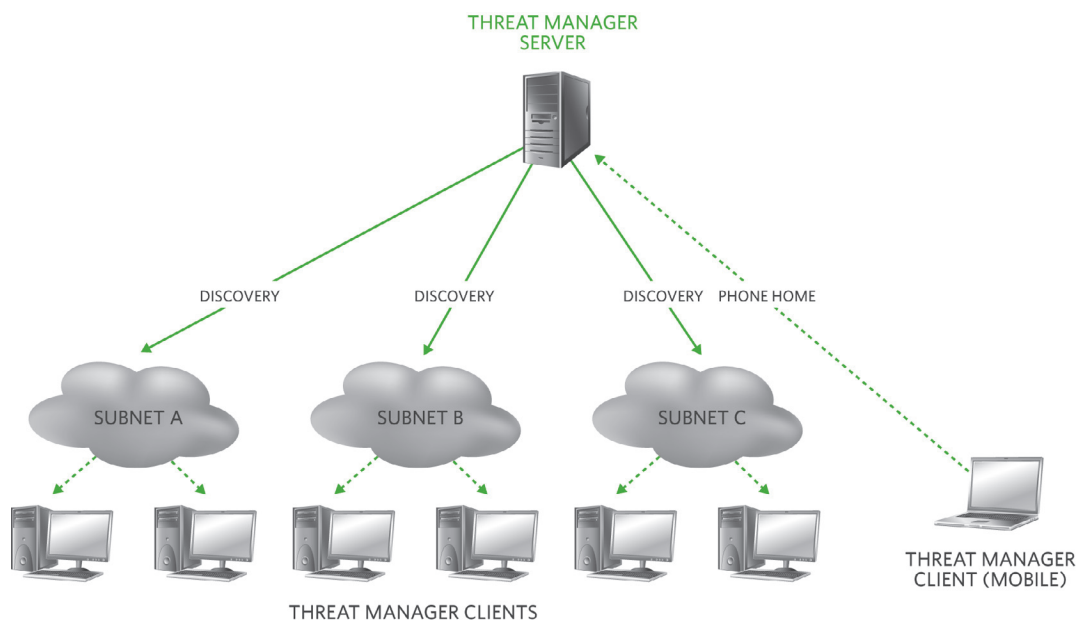 THREAT MANAGER
SERVER
DISCOVERY
DISCOVERY
DISCOVERY
PHONE HOME
SUBNET A
SUBNET B
SUBNET C
THREAT MANAGER
CLIENT (MOBILE)
THREAT MANAGER CLIENTS